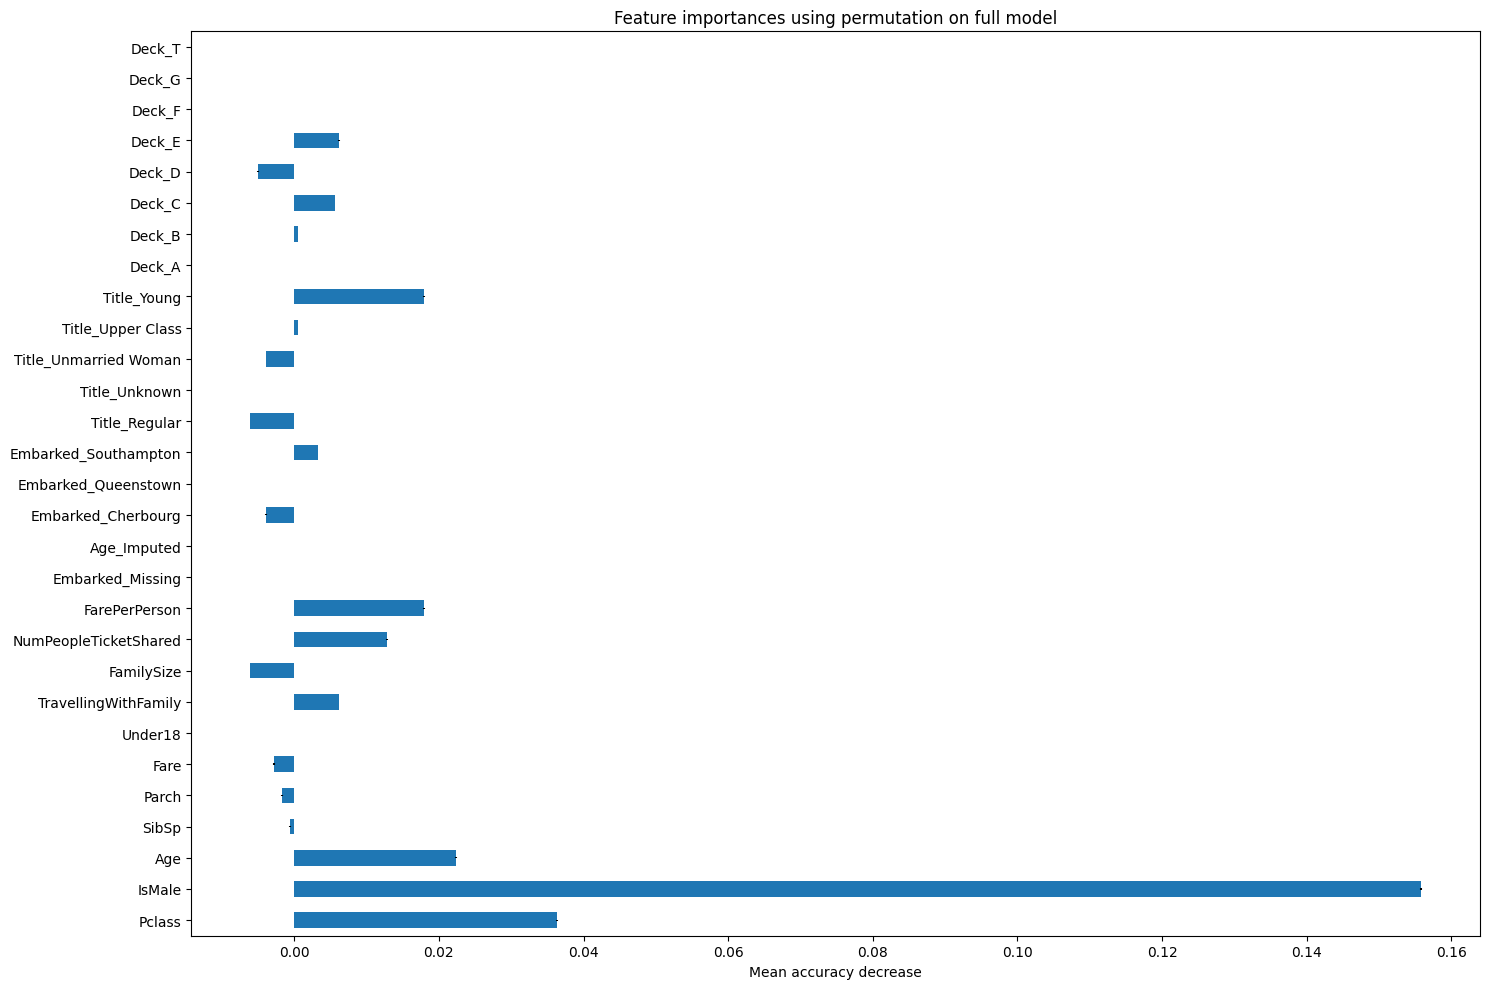 Feature importances using permutation on full model
Deck_T
Deck_G
Deck_F
Deck_E
Deck_D
Deck_C
Deck_B
Deck_A
Title_Young
Title_Upper Class
Title_Unmarried Woman
Title_Unknown
Title_Regular
Embarked_Southampton
Embarked_Queenstown
Embarked_Cherbourg
Age_Imputed
Embarked_Missing
FarePerPerson
NumPeopleTicketShared
FamilySize
TravellingWithFamily
Under18
Fare
Parch
SibSp
Age
IsMale
Pclass
0.00 0.02 0.04 0.06 0.08 0.10 0.12 0.14 0.16
Mean accuracy decrease